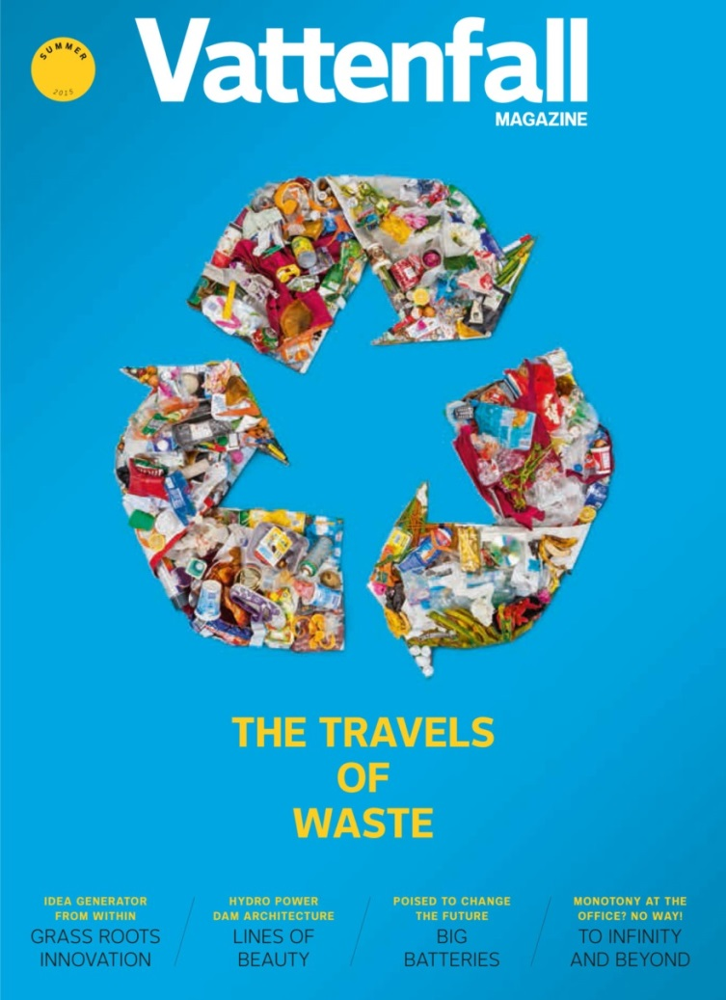 SUMMER
2015
Vattenfall
MAGAZINE
THE TRAVELS
OF
WASTE
IDEA GENERATOR
FROM WITHIN
GRASS ROOTS
INNOVATION
HYDRO POWER
DAM ARCHITECTURE
LINES OF
BEAUTY
POISED TO CHANGE
THE FUTURE
BIG
BATTERIES
MONOTONY AT THE
OFFICE? NO WAY!
TO INFINITY
AND BEYOND